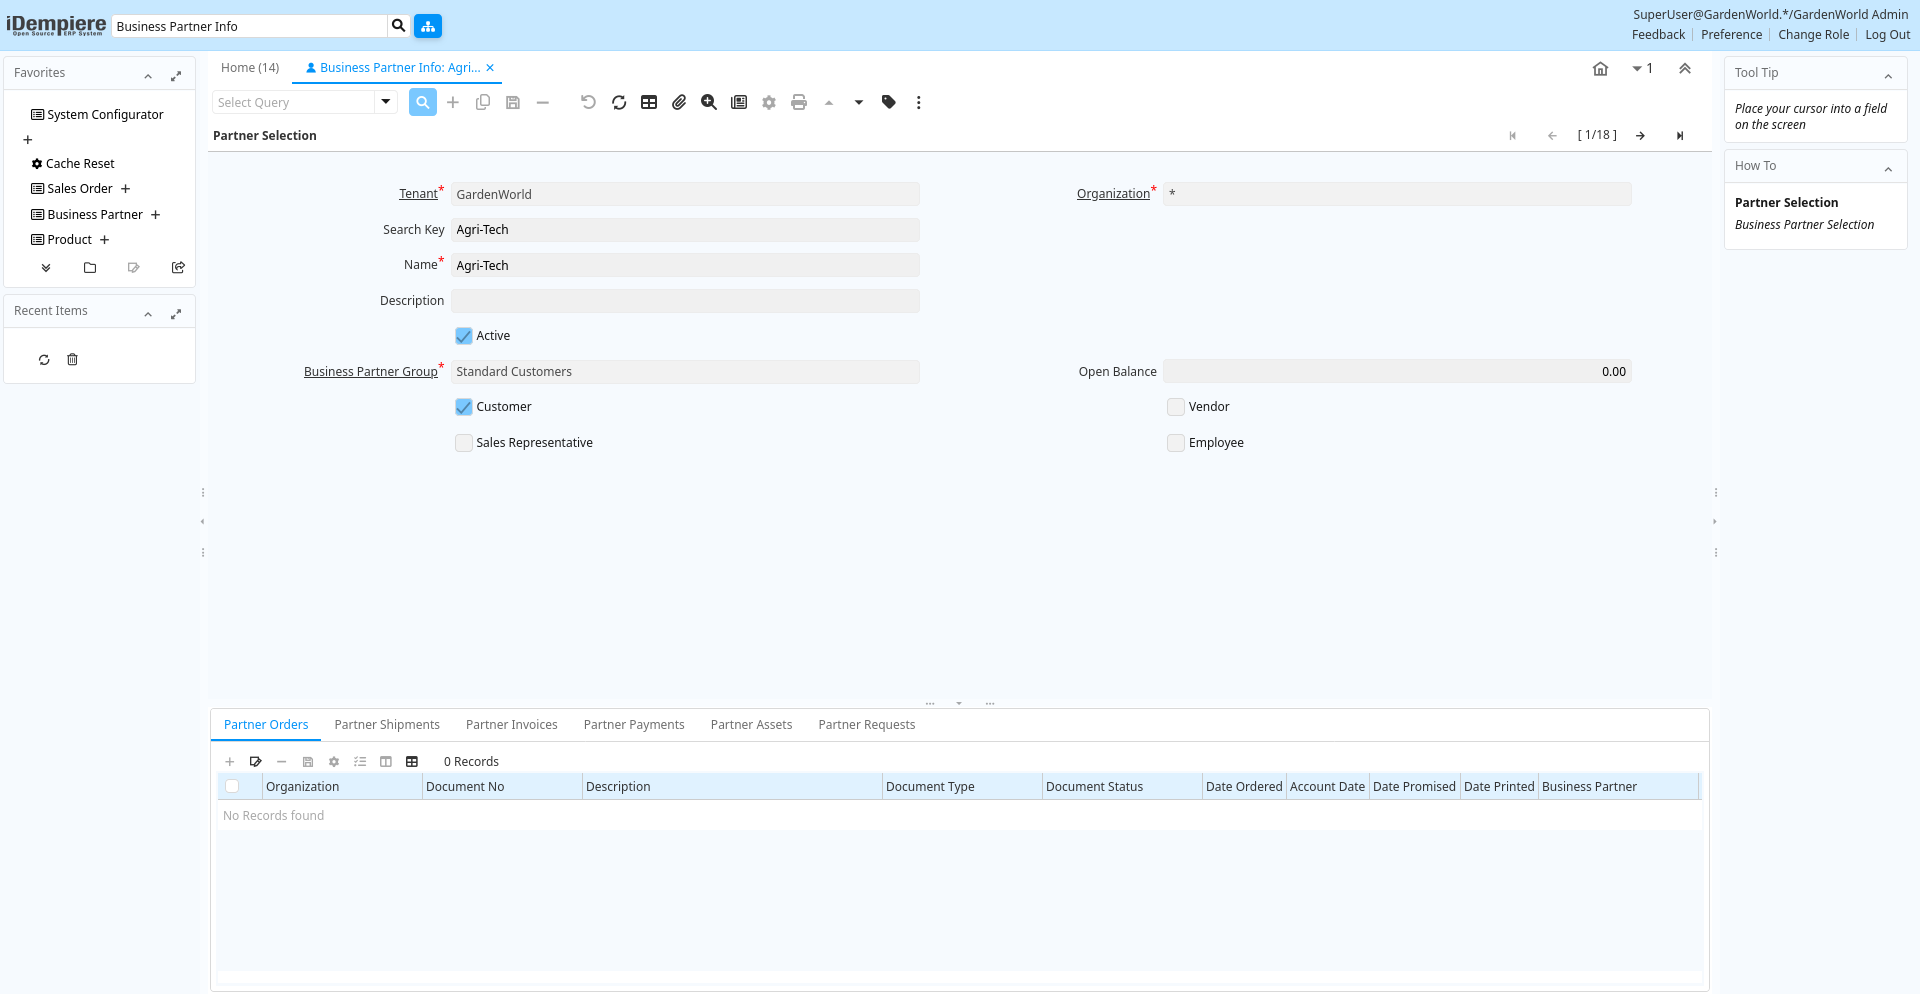 iDempiere
Open Source ERP System
Business Partner Info
SuperUser@GardenWorld.*/GardenWorld Admin
Feedback
Preference
Change Role
Log Out
Favorites
System Configurator
Cache Reset
Sales Order
Business Partner
Product
Recent Items
Home (14)
Business Partner Info: Agri...
1
Select Query
Partner Selection
[ 1/18 ]
Tenant*
GardenWorld
Organization*
*
Search Key
Agri-Tech
Name*
Agri-Tech
Description
Active
Business Partner Group*
Standard Customers
Open Balance
0.00
Customer
Vendor
Sales Representative
Employee
Partner Orders
Partner Shipments
Partner Invoices
Partner Payments
Partner Assets
Partner Requests
0 Records
Organization
Document No
Description
Document Type
Document Status
Date Ordered
Account Date
Date Promised
Date Printed
Business Partner
No Records found
Tool Tip
Place your cursor into a field
on the screen
How To
Partner Selection
Business Partner Selection